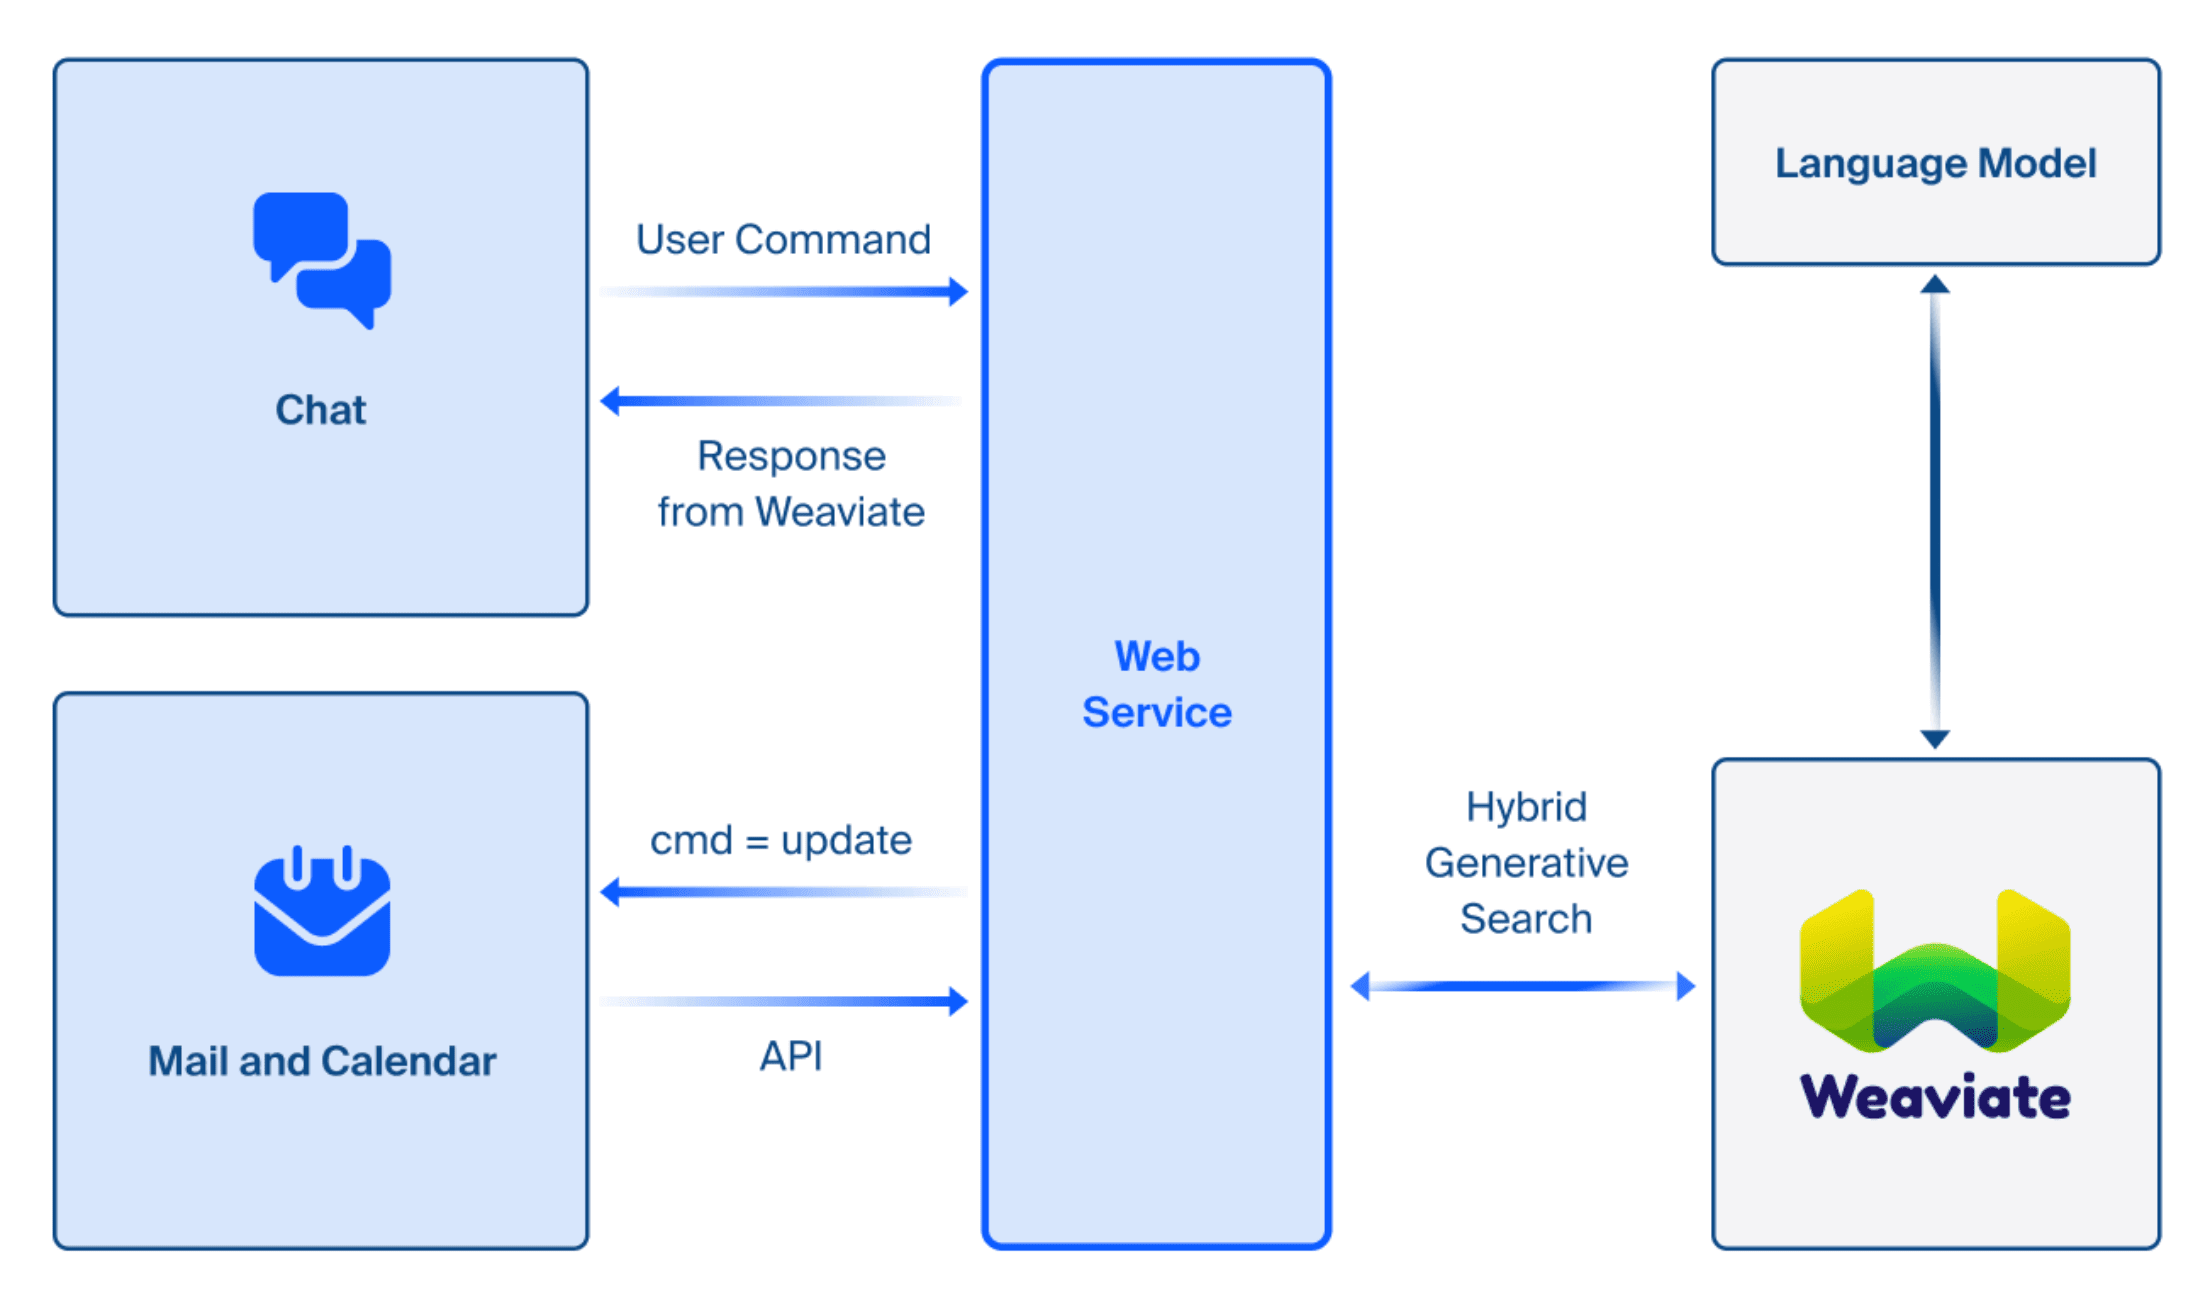 Chat
User Command
Response
from Weaviate
Mail and Calendar
cmd = update
API
Web
Service
Hybrid
Generative
Search
Language Model
Weaviate